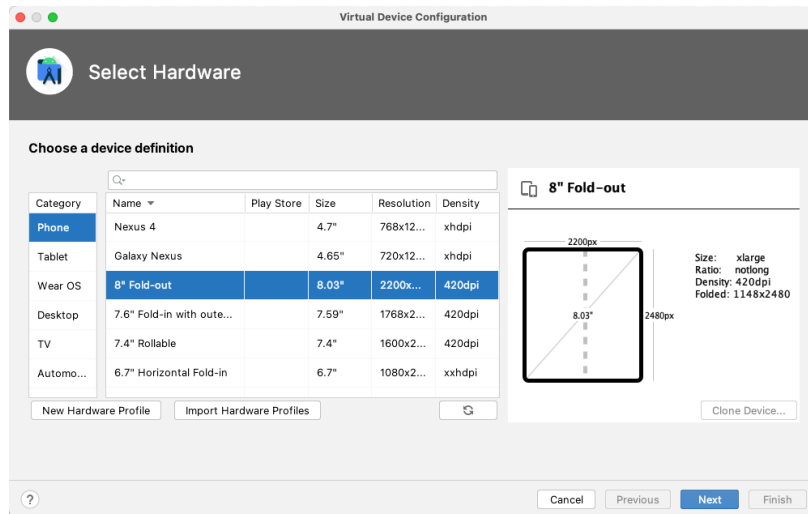 Virtual Device Configuration
Select Hardware
Choose a device definition
Category
Phone
Tablet
Wear OS
Desktop
TV
Automo...
Name Play Store Size Resolution Density
Nexus 4 4.7" 768x12... xhdpi
Galaxy Nexus 4.65" 720x12... xhdpi
8" Fold-out 8.03" 2200x... 420dpi
7.6" Fold-in with oute... 7.59" 1768x2... 420dpi
7.4" Rollable 7.4" 1600x2... 420dpi
6.7" Horizontal Fold-in 6.7" 1080x2... xxhdpi
New Hardware Profile Import Hardware Profiles
8" Fold-out
2200px
8.03"
2480px
Size: xlarge
Ratio: notlong
Density: 420dpi
Folded: 1148x2480
Clone Device...
? Cancel Previous Next Finish